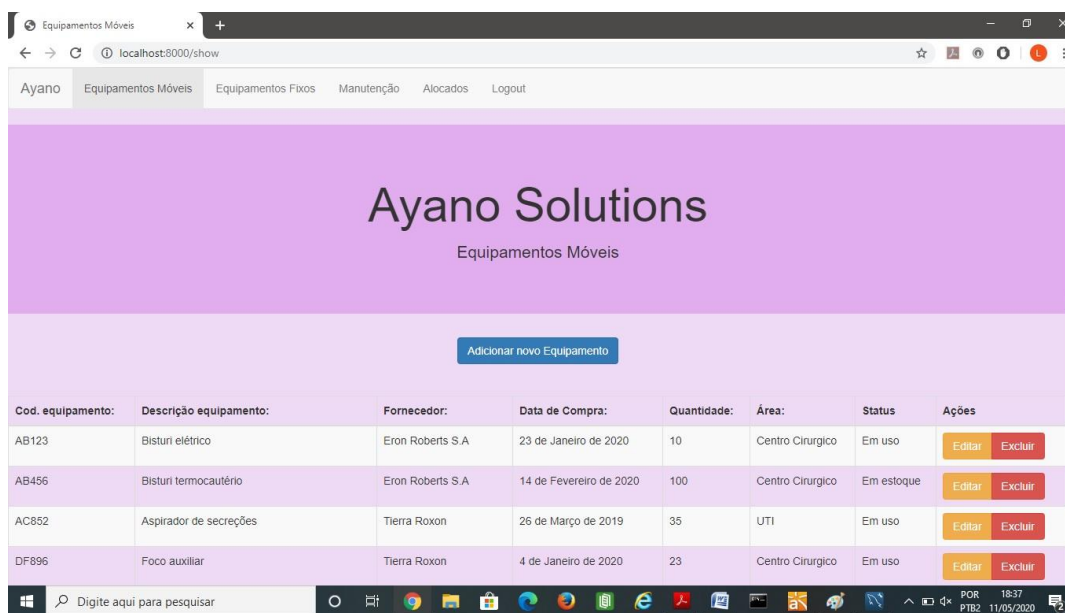 Equipamentos Móveis
localhost:8000/show
L
Ayano Equipamentos Móveis Equipamentos Fixos Manutenção Alocados Logout
Ayano Solutions
Equipamentos Móveis
Adicionar novo Equipamento
Cod. equipamento: Descrição equipamento: Fornecedor: Data de Compra: Quantidade: Área: Status Ações
AB123 Bisturi elétrico Eron Roberts S.A 23 de Janeiro de 2020 10 Centro Cirurgico Em uso Editar Excluir
AB456 Bisturi termocautério Eron Roberts S.A 14 de Fevereiro de 2020 100 Centro Cirurgico Em estoque Editar Excluir
AC852 Aspirador de secreções Tierra Roxon 26 de Março de 2019 35 UTI Em uso Editar Excluir
DF896 Foco auxiliar Tierra Roxon 4 de Janeiro de 2020 23 Centro Cirurgico Em uso Editar Excluir
Digite aqui para pesquisar POR 18:37
PTB2 11/05/2020